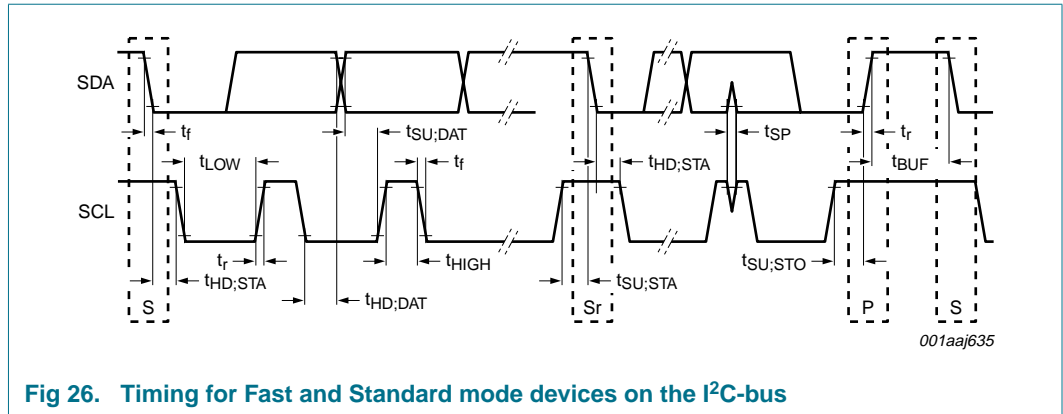 SDA
t_f
t_SU;DAT
t_SP
t_r
t_LOW
t_f
t_HD;STA
t_BUF
SCL
t_r
t_HD;STA
t_HIGH
t_SU;STA
t_SU;STO
t_HD;DAT
S
Sr
P
S
001aaj635
Fig 26. Timing for Fast and Standard mode devices on the I²C-bus